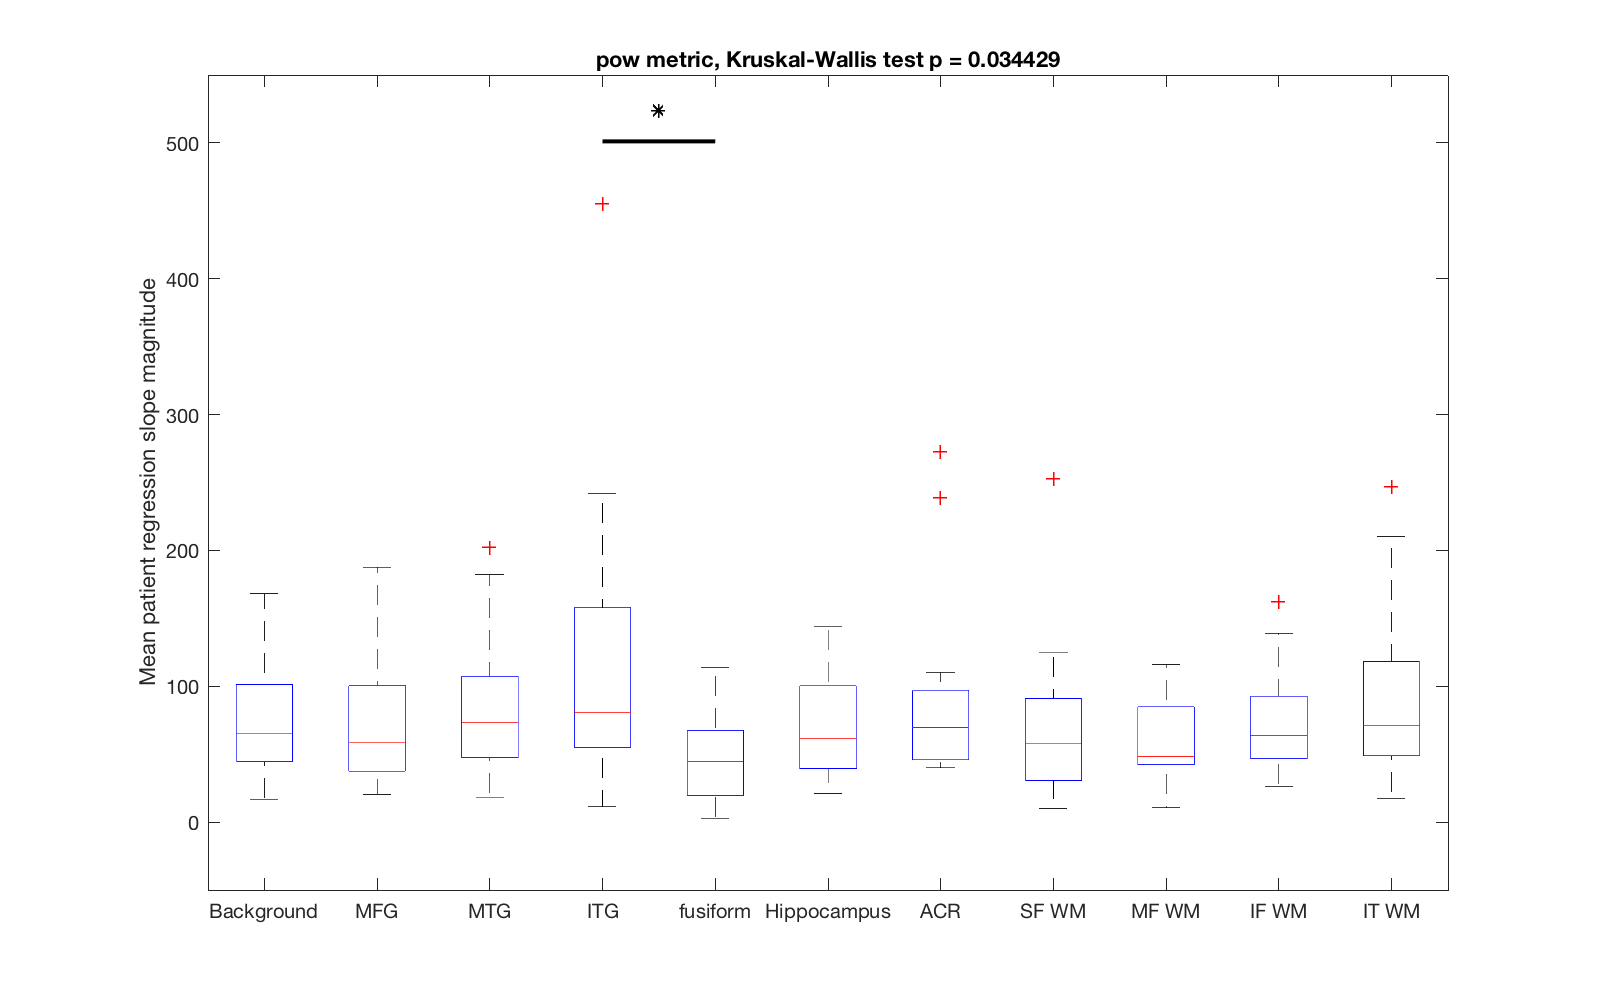 pow metric, Kruskal-Wallis test p = 0.034429
Mean patient regression slope magnitude
500
400
300
200
100
0
Background MFG MTG ITG fusiform Hippocampus ACR SF WM MF WM IF WM IT WM